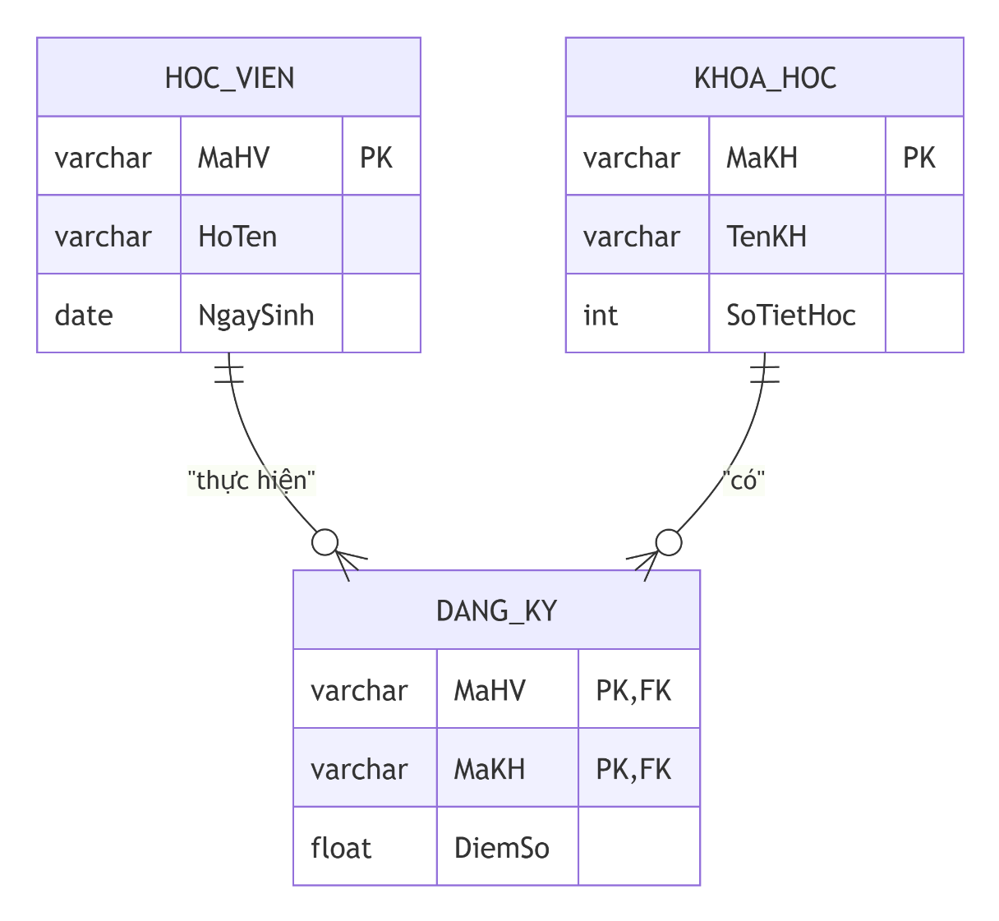 HOC_VIEN
varchar MaHV PK
varchar HoTen
date NgaySinh
KHOA_HOC
varchar MaKH PK
varchar TenKH
int SoTietHoc
"thực hiện"
"có"
DANG_KY
varchar MaHV PK,FK
varchar MaKH PK,FK
float DiemSo